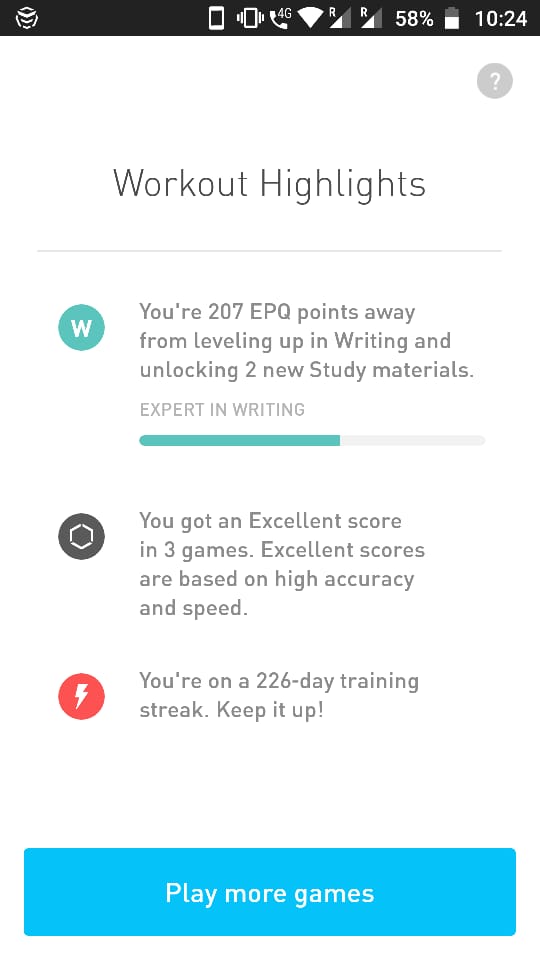 4G R R 58% 10:24
?
Workout Highlights
W
You're 207 EPQ points away
from leveling up in Writing and
unlocking 2 new Study materials.
EXPERT IN WRITING
You got an Excellent score
in 3 games. Excellent scores
are based on high accuracy
and speed.
You're on a 226-day training
streak. Keep it up!
Play more games